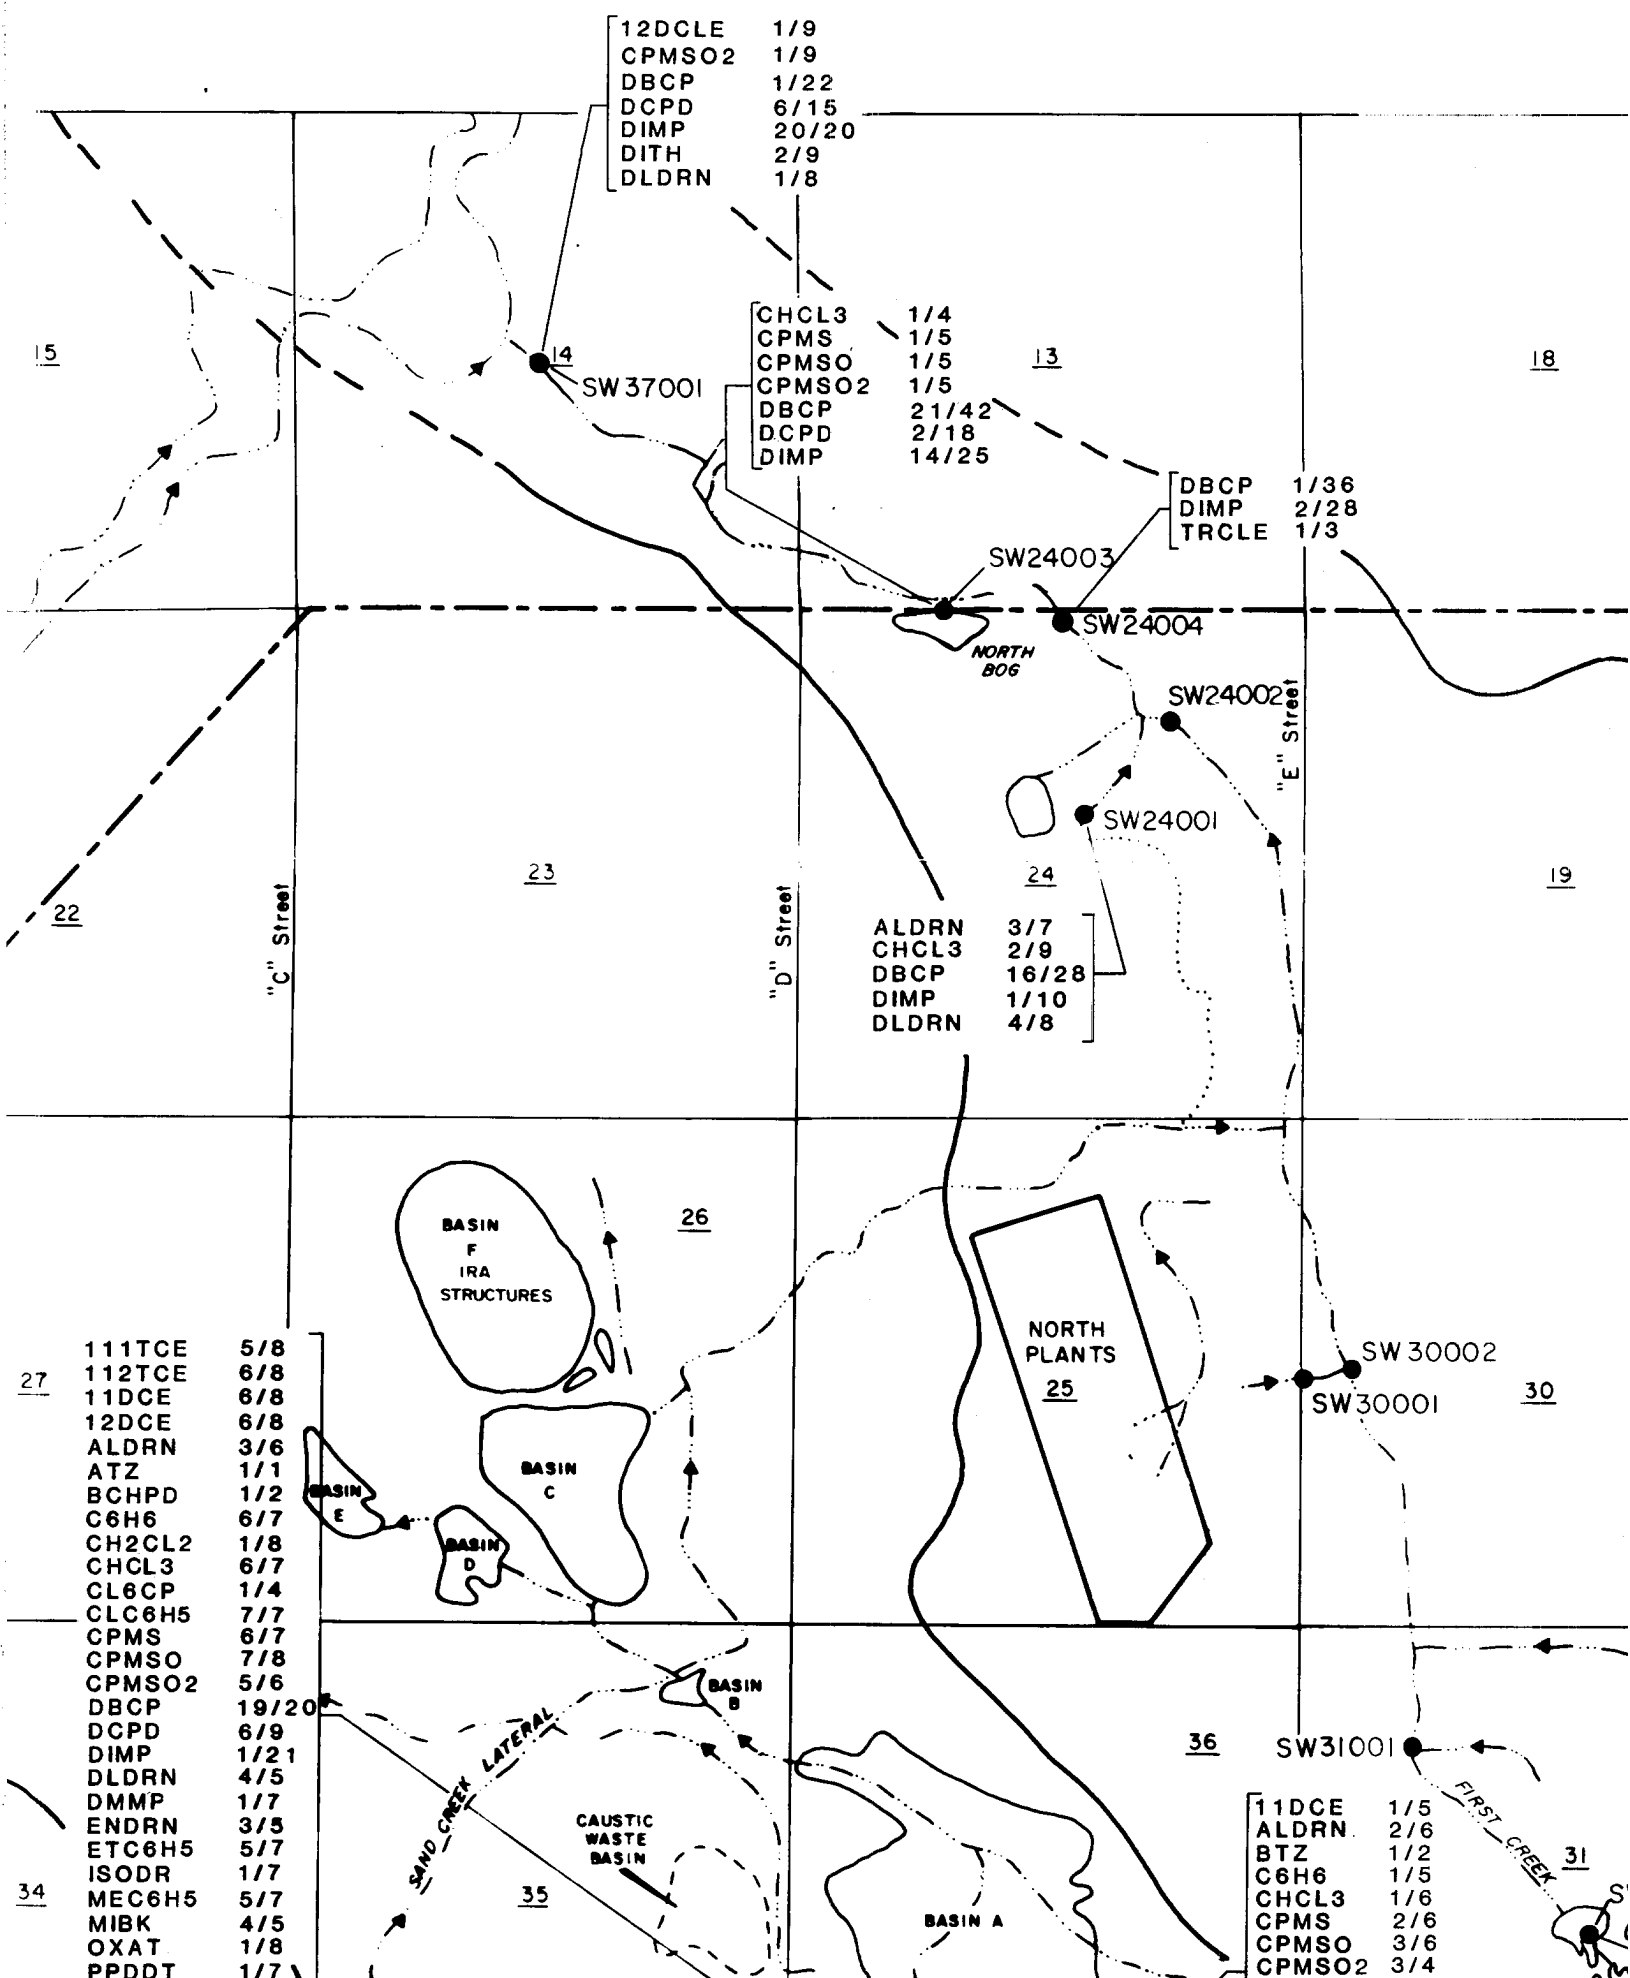 12DCLE 1/9
CPMSO2 1/9
DBCP 1/22
DCPD 6/15
DIMP 20/20
DITH 2/9
DLDRN 1/8
CHCL3 1/4
CPMS 1/5
CPMSO 1/5
CPMSO2 1/5
DBCP 21/42
DCPD 2/18
DIMP 14/25
15
14
13
18
SW37001
DBCP 1/36
DIMP 2/28
TRCLE 1/3
SW24003
SW24004
NORTH
BOG
SW24002
"E" Street
SW24001
23
24
19
22
"C" Street
"D" Street
ALDRN 3/7
CHCL3 2/9
DBCP 16/28
DIMP 1/10
DLDRN 4/8
26
BASIN
F
IRA
STRUCTURES
NORTH
PLANTS
25
SW30002
SW30001
30
27
111TCE 5/8
112TCE 6/8
11DCE 6/8
12DCE 6/8
ALDRN 3/6
ATZ 1/1
BCHPD 1/2
C6H6 6/7
CH2CL2 1/8
CHCL3 6/7
CL6CP 1/4
CLC6H5 7/7
CPMS 6/7
CPMSO 7/8
CPMSO2 5/6
DBCP 19/20
DCPD 6/9
DIMP 1/21
DLDRN 4/5
DMMP 1/7
ENDRN 3/5
ETC6H5 5/7
ISODR 1/7
MEC6H5 5/7
MIBK 4/5
OXAT 1/8
PPDDT 1/7
BASIN
C
BASIN
E
BASIN
D
BASIN
B
SAND CREEK LATERAL
36
SW31001
FIRST CREEK
31
CAUSTIC
WASTE
BASIN
34
35
BASIN A
11DCE 1/5
ALDRN 2/6
BTZ 1/2
C6H6 1/5
CHCL3 1/6
CPMS 2/6
CPMSO 3/6
CPMSO2 3/4